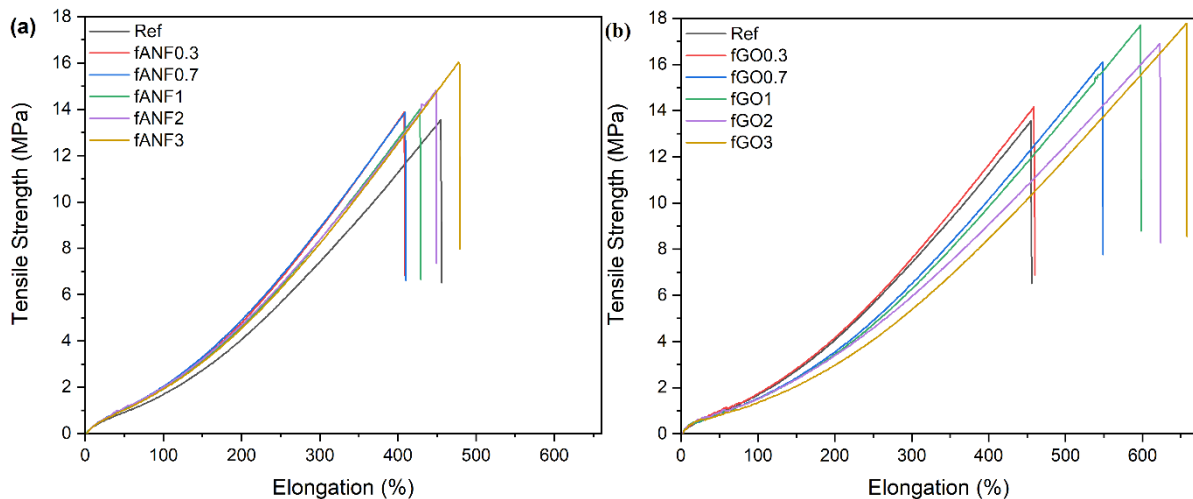 (a)
Ref
fANF0.3
fANF0.7
fANF1
fANF2
fANF3
18
16
14
12
10
8
6
4
2
0
Tensile Strength (MPa)
0 100 200 300 400 500 600
Elongation (%)
(b)
Ref
fGO0.3
fGO0.7
fGO1
fGO2
fGO3
18
16
14
12
10
8
6
4
2
0
Tensile Strength (MPa)
0 100 200 300 400 500 600
Elongation (%)